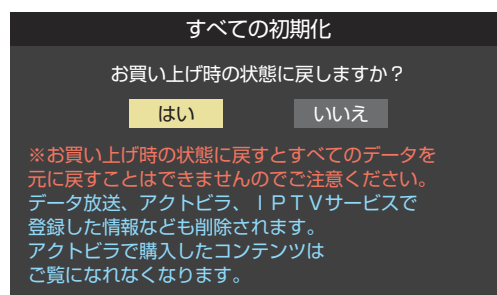 すべての初期化
お買い上げ時の状態に戻しますか？
はい いいえ
※お買い上げ時の状態に戻すとすべてのデータを
元に戻すことはできませんのでご注意ください。
データ放送、アクトビラ、ＩＰＴＶサービスで
登録した情報なども削除されます。
アクトビラで購入したコンテンツは
ご覧になれなくなります。